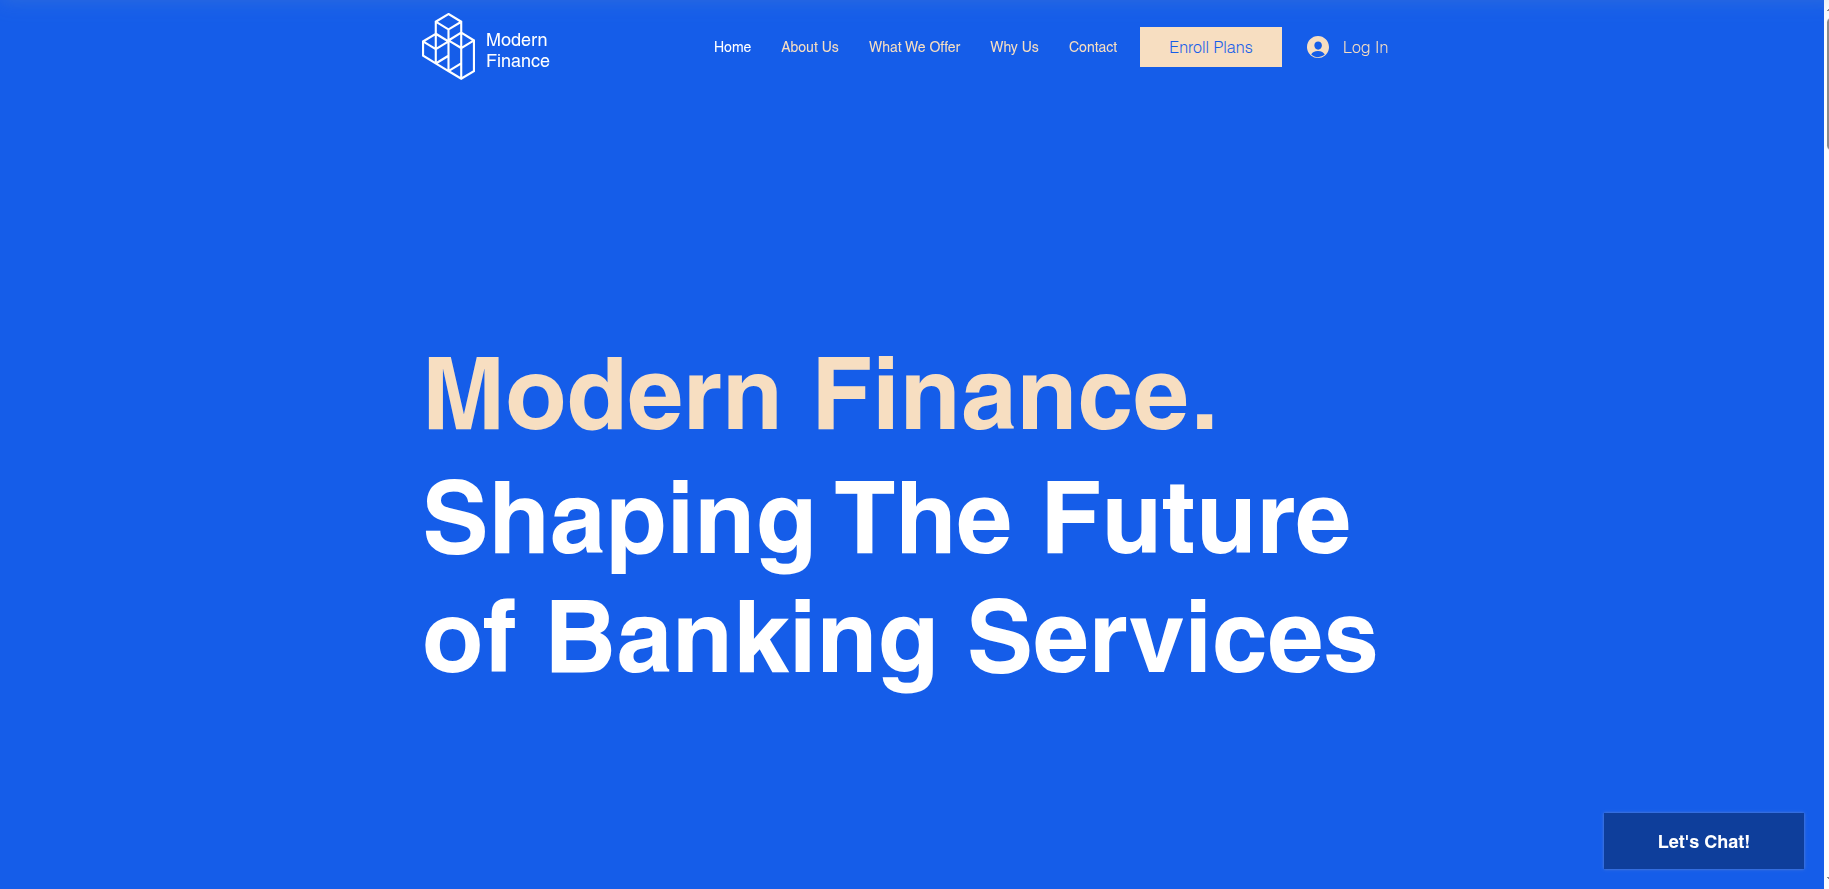 Modern
Finance
Home
About Us
What We Offer
Why Us
Contact
Enroll Plans
Log In
Modern Finance.
Shaping The Future
of Banking Services
Let's Chat!